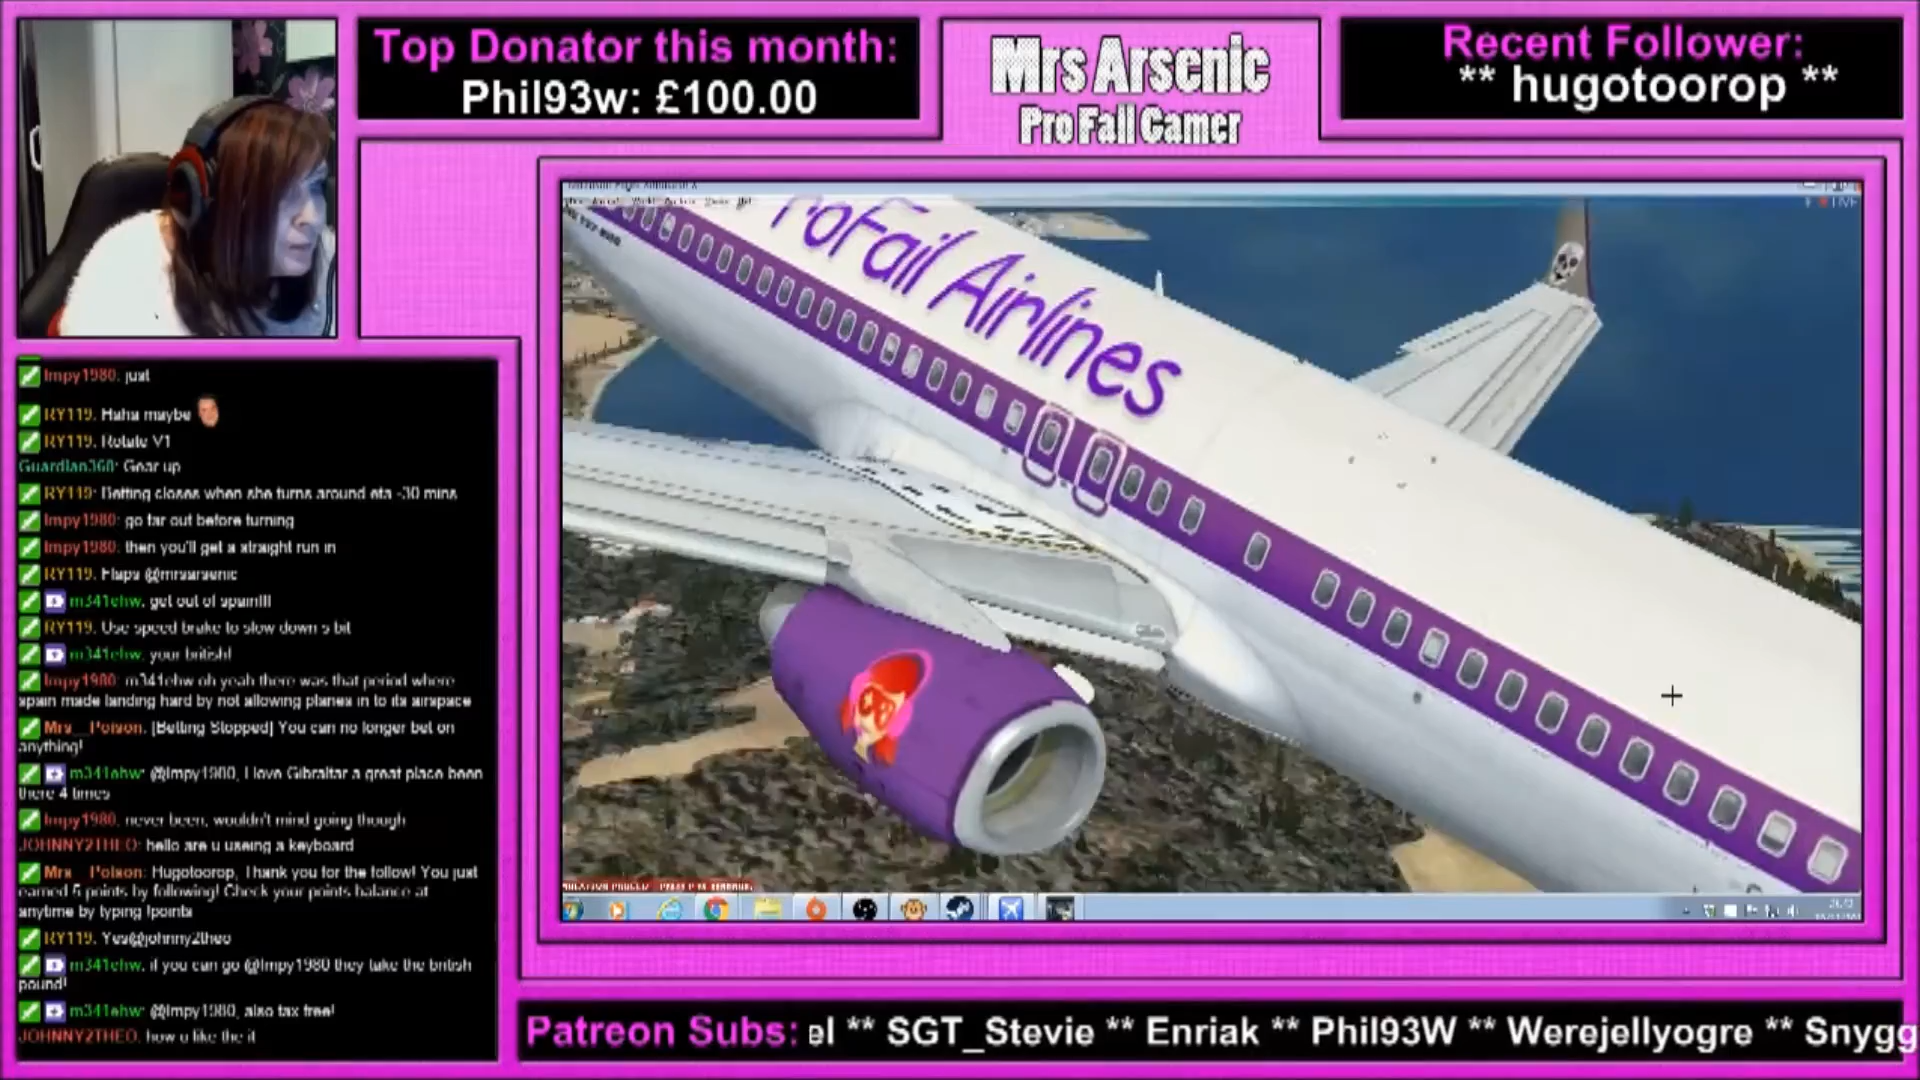 Top Donator this month:
Phil93w: £100.00
Mrs Arsenic
Pro Fail Gamer
Recent Follower:
** hugotoorop **
roFail Airlines
LIVE
Impy1980: just
RY119: Haha maybe
RY119: Rotate V1
Guardian360: Gear up
RY119: Betting closes when she turns around eta -30 mins
Impy1980: go far out before turning
Impy1980: then you'll get a straight run in
RY119: Flaps @mrsarsenic
m341ehw: get out of spain!!!
RY119: Use speed brake to slow down s bit
m341ehw: your british!
Impy1980: m341ehw oh yeah there was that period where
spain made landing hard by not allowing planes in to its airspace
Mrs__Poison: [Betting Stopped] You can no longer bet on
anything!
m341ehw: @Impy1980, I love Gibraltar a great place been
there 4 times
Impy1980: never been, wouldn't mind going though
JOHNNY2THEO: hello are u useing a keyboard
Mrs__Poison: Hugotoorop, Thank you for the follow! You just
earned 5 points by following! Check your points balance at
anytime by typing !points
RY119: Yes@johnny2theo
m341ehw: if you can go @Impy1980 they take the british
pound!
m341ehw: @Impy1980, also tax free!
JOHNNY2THEO: how u like the it
Patreon Subs: el ** SGT_Stevie ** Enriak ** Phil93W ** Werejellyogre ** Snygg